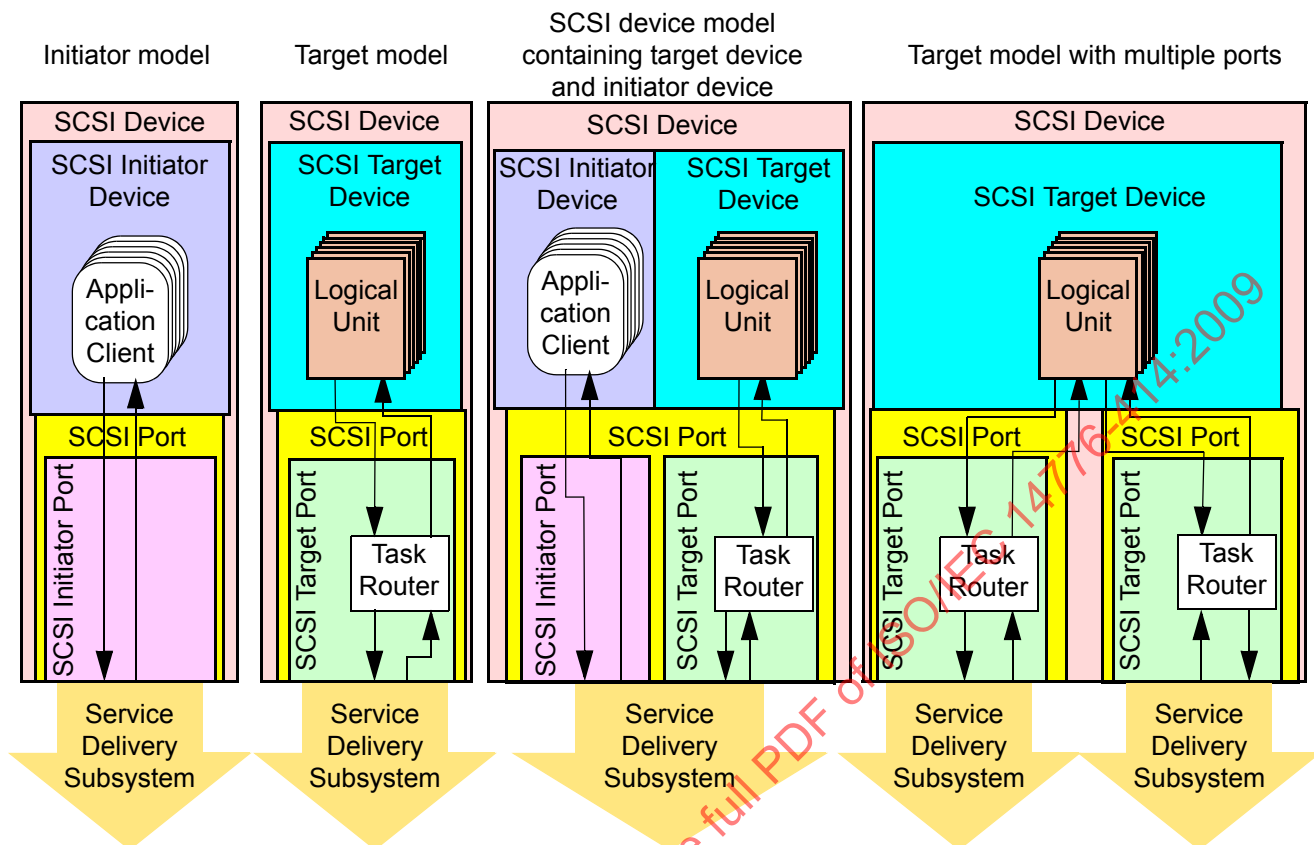 Initiator model
Target model
SCSI device model
containing target device
and initiator device
Target model with multiple ports
SCSI Device
SCSI Initiator
Device
Appli-
cation
Client
SCSI Port
SCSI Initiator Port
Service
Delivery
Subsystem
SCSI Device
SCSI Target
Device
Logical
Unit
SCSI Port
SCSI Target Port
Task
Router
Service
Delivery
Subsystem
SCSI Device
SCSI Initiator
Device
Appli-
cation
Client
SCSI Target
Device
Logical
Unit
SCSI Port
SCSI Initiator Port
SCSI Target Port
Task
Router
Service
Delivery
Subsystem
SCSI Device
SCSI Target Device
Logical
Unit
SCSI Port
SCSI Target Port
Task
Router
Service
Delivery
Subsystem
SCSI Port
SCSI Target Port
Task
Router
Service
Delivery
Subsystem
full PDF of ISO/IEC 14776-414:2009